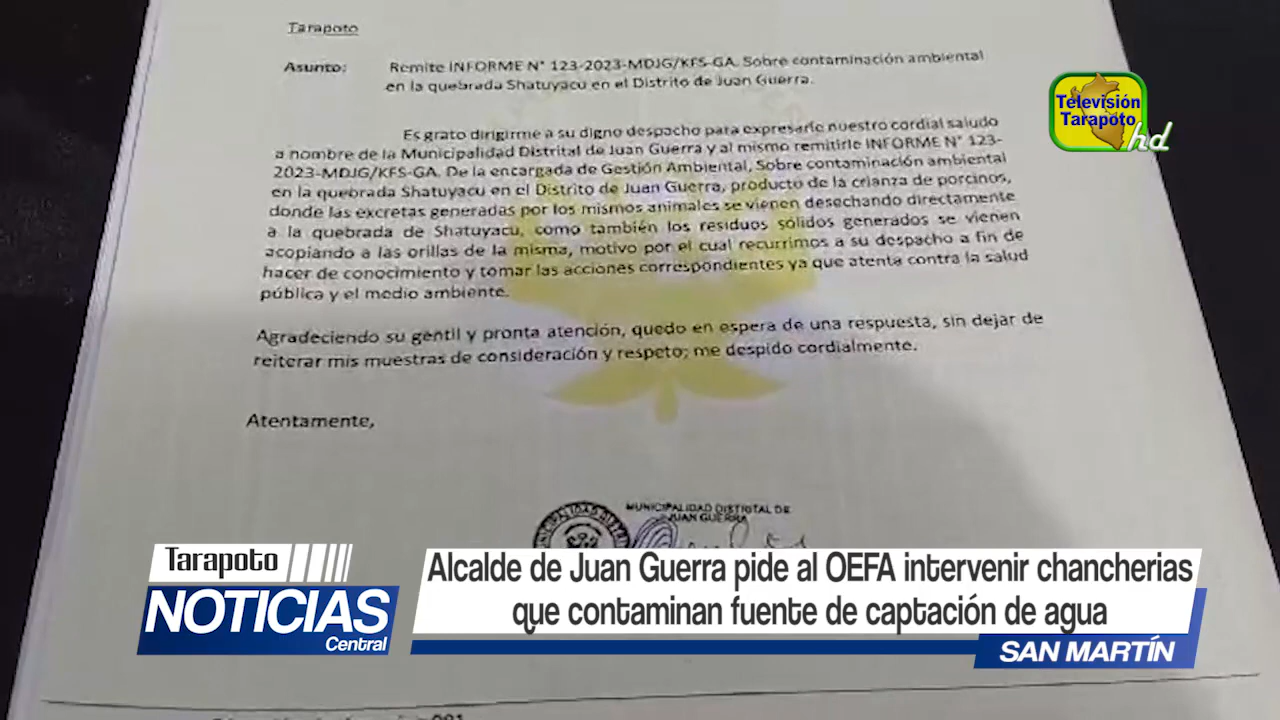 Tarapoto
Asunto: Remite INFORME N° 123-2023-MDJG/KFS-GA. Sobre contaminación ambiental
en la quebrada Shatuyacu en el Distrito de Juan Guerra.
Es grato dirigirme a su digno despacho para expresarle nuestro cordial saludo
a nombre de la Municipalidad Distrital de Juan Guerra y al mismo remitirle INFORME N° 123-
2023-MDJG/KFS-GA. De la encargada de Gestión Ambiental, Sobre contaminación ambiental
en la quebrada Shatuyacu en el Distrito de Juan Guerra, producto de la crianza de porcinos,
donde las excretas generadas por los mismos animales se vienen desechando directamente
a la quebrada de Shatuyacu, como también los residuos sólidos generados se vienen
acopiando a las orillas de la misma, motivo por el cual recurrimos a su despacho a fin de
hacer de conocimiento y tomar las acciones correspondientes ya que atenta contra la salud
pública y el medio ambiente.
Agradeciendo su gentil y pronta atención, quedo en espera de una respuesta, sin dejar de
reiterar mis muestras de consideración y respeto; me despido cordialmente.
Atentamente,
MUNICIPALIDAD DISTRITAL DE
JUAN GUERRA
Televisión
Tarapoto
hd
Tarapoto
NOTICIAS
Central
Alcalde de Juan Guerra pide al OEFA intervenir chancherias
que contaminan fuente de captación de agua
SAN MARTÍN